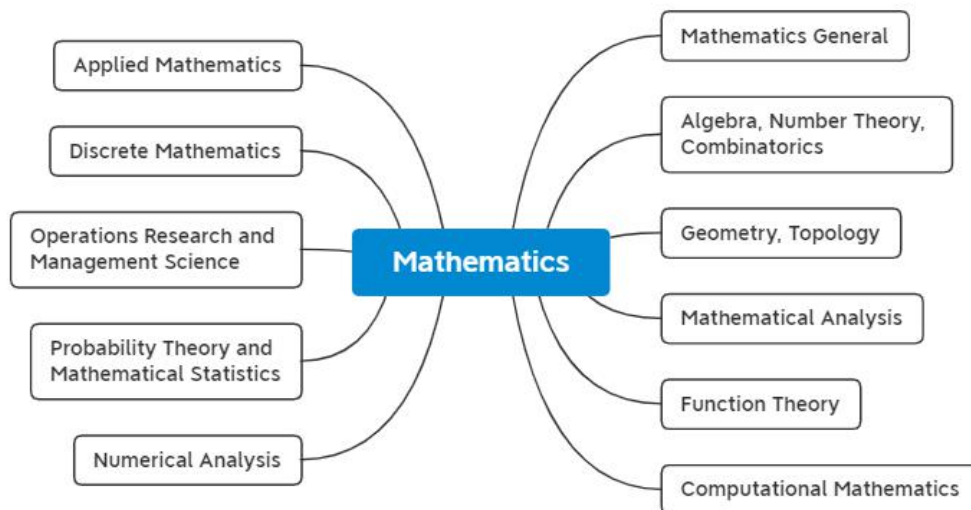 Mathematics
Mathematics General
Algebra, Number Theory,
Combinatorics
Geometry, Topology
Mathematical Analysis
Function Theory
Computational Mathematics
Applied Mathematics
Discrete Mathematics
Operations Research and
Management Science
Probability Theory and
Mathematical Statistics
Numerical Analysis